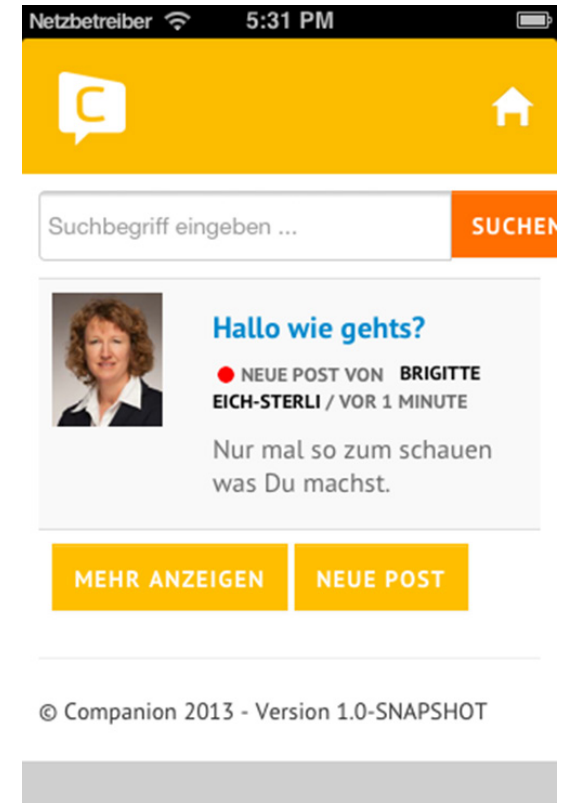 Netzbetreiber 5:31 PM
C
Suchbegriff eingeben ... SUCHEN
Hallo wie gehts?
NEUE POST VON BRIGITTE
EICH-STERLI / VOR 1 MINUTE
Nur mal so zum schauen
was Du machst.
MEHR ANZEIGEN NEUE POST
© Companion 2013 - Version 1.0-SNAPSHOT